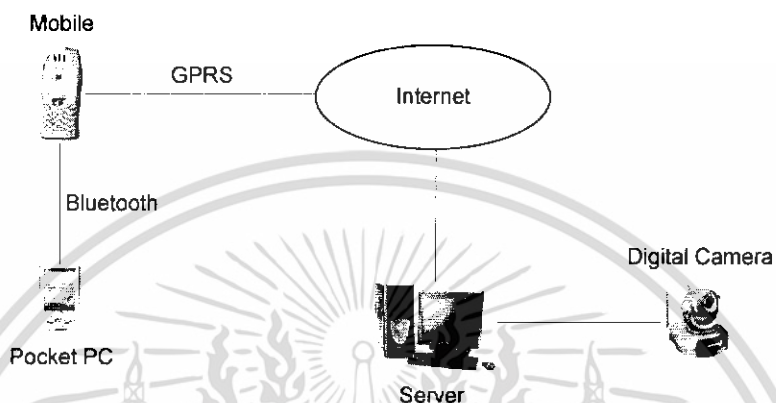 Mobile
GPRS
Internet
Bluetooth
Digital Camera
Pocket PC
Server